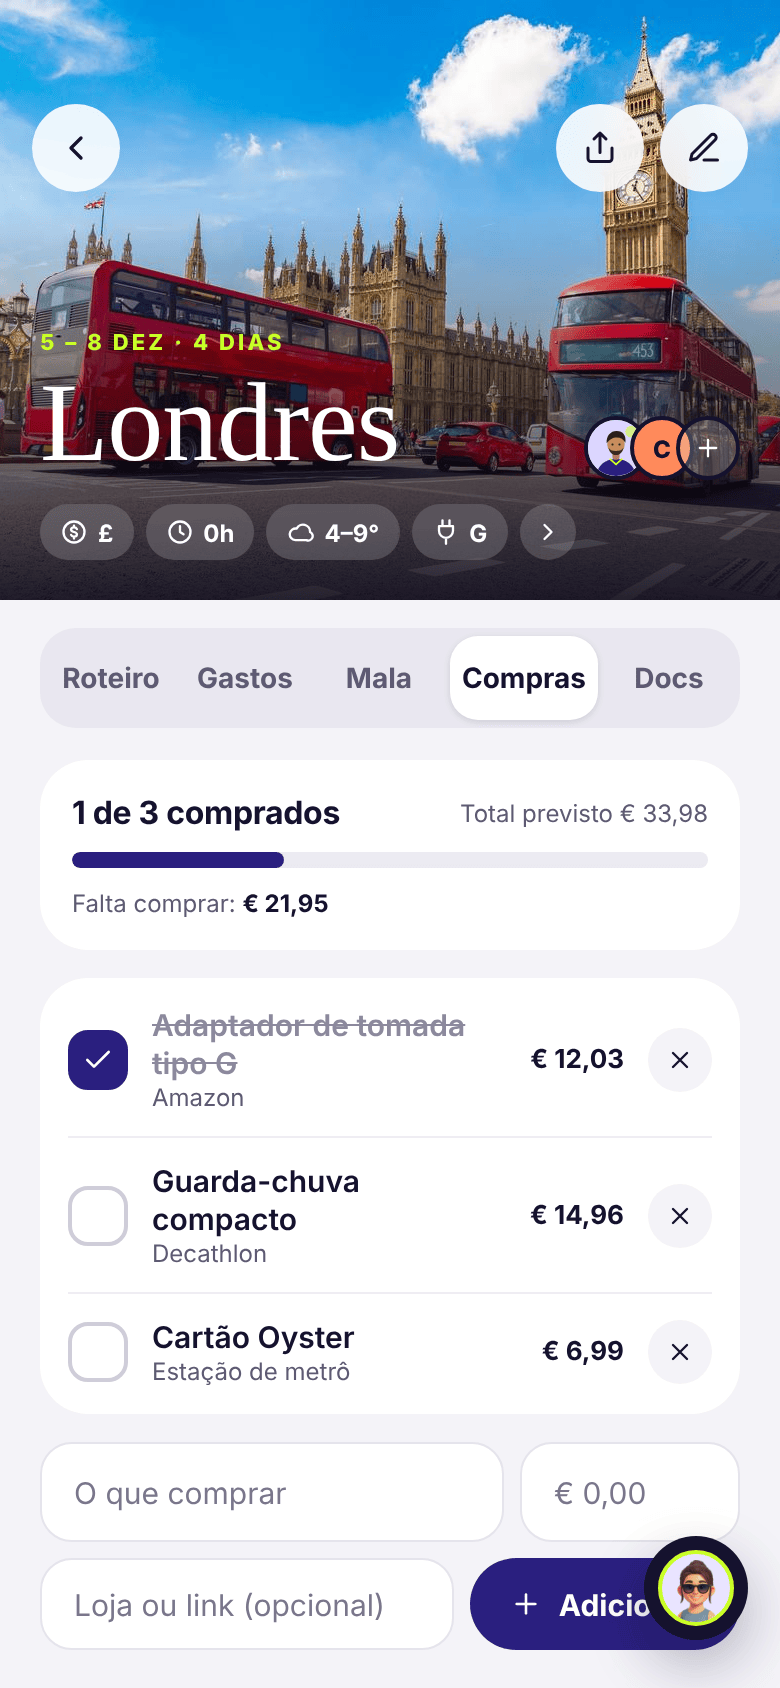 5 – 8 DEZ · 4 DIAS
Londres
453
C
£
0h
4–9°
G
Roteiro Gastos Mala Compras Docs
1 de 3 comprados
Total previsto € 33,98
Falta comprar: € 21,95
Adaptador de tomada
tipo G
Amazon
€ 12,03
Guarda-chuva
compacto
Decathlon
€ 14,96
Cartão Oyster
Estação de metrô
€ 6,99
O que comprar
€ 0,00
Loja ou link (opcional)
+ Adicio